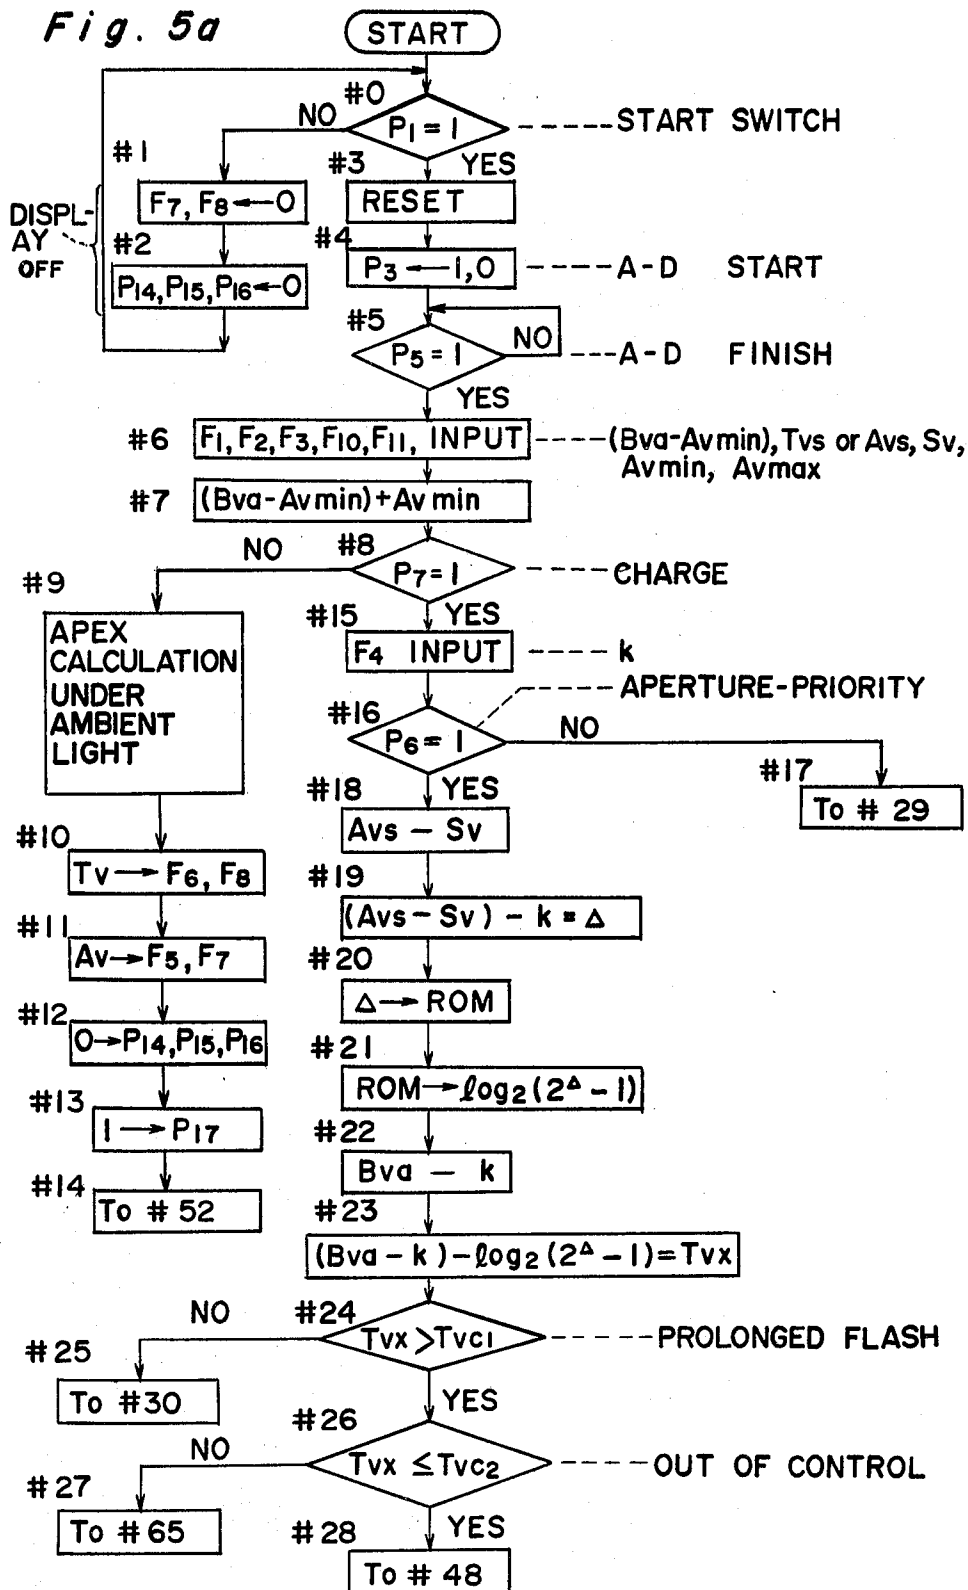 Fig. 5a
START
#0
NO
P1 = 1
START SWITCH
#1
#3
YES
F7, F8 ← 0
RESET
DISPL-
AY
OFF
#2
#4
P14, P15, P16 ← 0
P3 ← 1, 0
A-D START
#5
NO
P5 = 1
A-D FINISH
YES
#6
F1, F2, F3, F10, F11, INPUT
(Bva-Avmin), Tvs or Avs, Sv,
Avmin, Avmax
#7
(Bva-Avmin)+Avmin
NO
#8
P7 = 1
CHARGE
#9
YES
#15
APEX
CALCULATION
UNDER
AMBIENT
LIGHT
F4 INPUT
k
APERTURE-PRIORITY
#16
P6 = 1
NO
#17
To # 29
YES
#18
Avs - Sv
#10
Tv → F6, F8
#19
(Avs - Sv) - k = Δ
#11
Av → F5, F7
#20
Δ → ROM
#12
0 → P14, P15, P16
#21
ROM → log2(2^Δ - 1)
#13
1 → P17
#22
Bva - k
#14
To # 52
#23
(Bva - k) - log2(2^Δ - 1) = Tvx
NO
#24
Tvx > Tvc1
PROLONGED FLASH
#25
To #30
YES
#26
NO
Tvx ≤ Tvc2
OUT OF CONTROL
#27
To # 65
YES
#28
To # 48